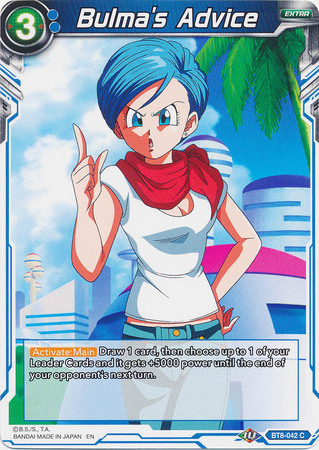 3
Bulma's Advice
EXTRA
Activate:Main Draw 1 card, then choose up to 1 of your
Leader Cards and it gets +5000 power until the end
of your opponent's next turn.
©B.S./S., T.A.
BANDAI MADE IN JAPAN EN
BT8-042 C